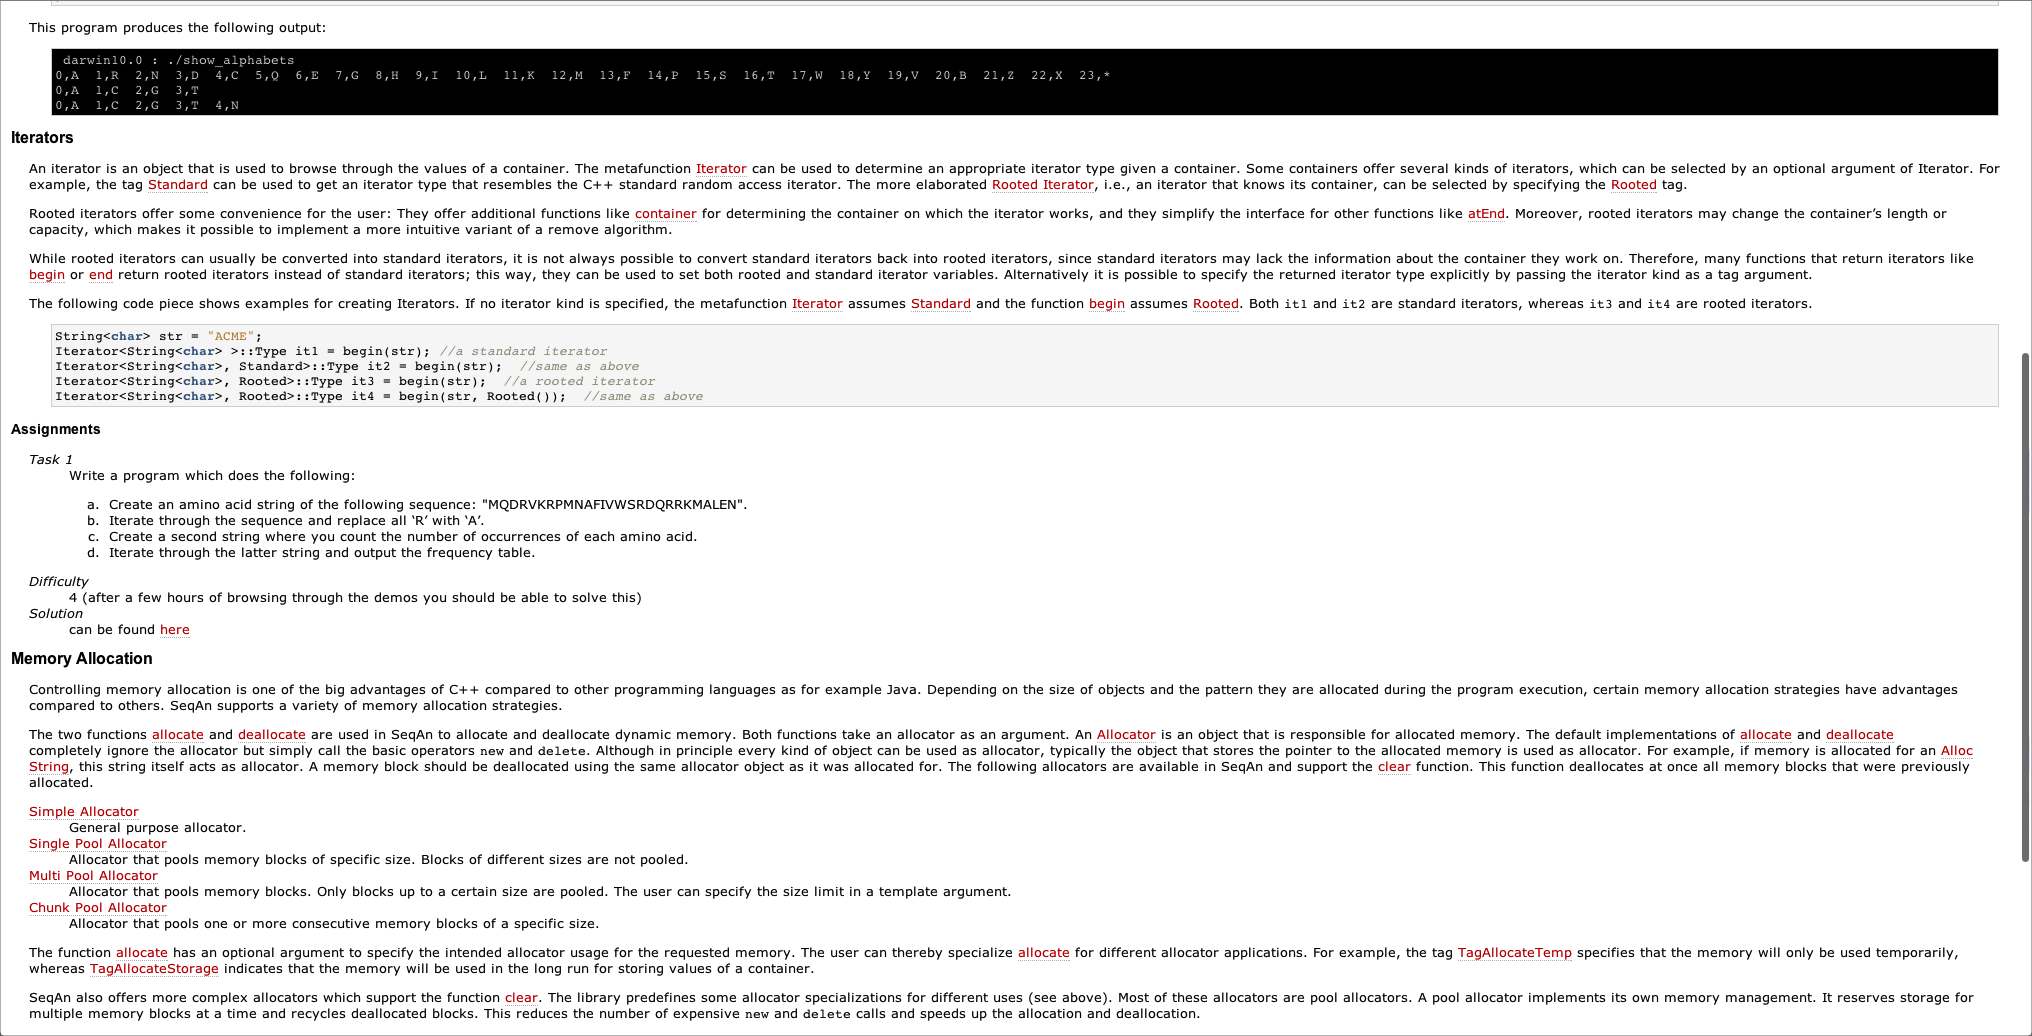 This program produces the following output:
darwin10.0 : ./show_alphabets
0,A  1,R  2,N  3,D  4,C  5,Q  6,E  7,G  8,H  9,I  10,L  11,K  12,M  13,F  14,P  15,S  16,T  17,W  18,Y  19,V  20,B  21,Z  22,X  23,*
0,A  1,C  2,G  3,T
0,A  1,C  2,G  3,T  4,N
Iterators
An iterator is an object that is used to browse through the values of a container. The metafunction Iterator can be used to determine an appropriate iterator type given a container. Some containers offer several kinds of iterators, which can be selected by an optional argument of Iterator. For
example, the tag Standard can be used to get an iterator type that resembles the C++ standard random access iterator. The more elaborated Rooted Iterator, i.e., an iterator that knows its container, can be selected by specifying the Rooted tag.
Rooted iterators offer some convenience for the user: They offer additional functions like container for determining the container on which the iterator works, and they simplify the interface for other functions like atEnd. Moreover, rooted iterators may change the container’s length or
capacity, which makes it possible to implement a more intuitive variant of a remove algorithm.
While rooted iterators can usually be converted into standard iterators, it is not always possible to convert standard iterators back into rooted iterators, since standard iterators may lack the information about the container they work on. Therefore, many functions that return iterators like
begin or end return rooted iterators instead of standard iterators; this way, they can be used to set both rooted and standard iterator variables. Alternatively it is possible to specify the returned iterator type explicitly by passing the iterator kind as a tag argument.
The following code piece shows examples for creating Iterators. If no iterator kind is specified, the metafunction Iterator assumes Standard and the function begin assumes Rooted. Both it1 and it2 are standard iterators, whereas it3 and it4 are rooted iterators.
String<char> str = "ACME";
Iterator<String<char> >::Type it1 = begin(str); //a standard iterator
Iterator<String<char>, Standard>::Type it2 = begin(str);  //same as above
Iterator<String<char>, Rooted>::Type it3 = begin(str);  //a rooted iterator
Iterator<String<char>, Rooted>::Type it4 = begin(str, Rooted());  //same as above
Assignments
Task 1
Write a program which does the following:
a. Create an amino acid string of the following sequence: "MQDRVKRPMNAFIVWSRDQRRKMALEN".
b. Iterate through the sequence and replace all ‘R’ with ‘A’.
c. Create a second string where you count the number of occurrences of each amino acid.
d. Iterate through the latter string and output the frequency table.
Difficulty
4 (after a few hours of browsing through the demos you should be able to solve this)
Solution
can be found here
Memory Allocation
Controlling memory allocation is one of the big advantages of C++ compared to other programming languages as for example Java. Depending on the size of objects and the pattern they are allocated during the program execution, certain memory allocation strategies have advantages
compared to others. SeqAn supports a variety of memory allocation strategies.
The two functions allocate and deallocate are used in SeqAn to allocate and deallocate dynamic memory. Both functions take an allocator as an argument. An Allocator is an object that is responsible for allocated memory. The default implementations of allocate and deallocate
completely ignore the allocator but simply call the basic operators new and delete. Although in principle every kind of object can be used as allocator, typically the object that stores the pointer to the allocated memory is used as allocator. For example, if memory is allocated for an Alloc
String, this string itself acts as allocator. A memory block should be deallocated using the same allocator object as it was allocated for. The following allocators are available in SeqAn and support the clear function. This function deallocates at once all memory blocks that were previously
allocated.
Simple Allocator
General purpose allocator.
Single Pool Allocator
Allocator that pools memory blocks of specific size. Blocks of different sizes are not pooled.
Multi Pool Allocator
Allocator that pools memory blocks. Only blocks up to a certain size are pooled. The user can specify the size limit in a template argument.
Chunk Pool Allocator
Allocator that pools one or more consecutive memory blocks of a specific size.
The function allocate has an optional argument to specify the intended allocator usage for the requested memory. The user can thereby specialize allocate for different allocator applications. For example, the tag TagAllocateTemp specifies that the memory will only be used temporarily,
whereas TagAllocateStorage indicates that the memory will be used in the long run for storing values of a container.
SeqAn also offers more complex allocators which support the function clear. The library predefines some allocator specializations for different uses (see above). Most of these allocators are pool allocators. A pool allocator implements its own memory management. It reserves storage for
multiple memory blocks at a time and recycles deallocated blocks. This reduces the number of expensive new and delete calls and speeds up the allocation and deallocation.